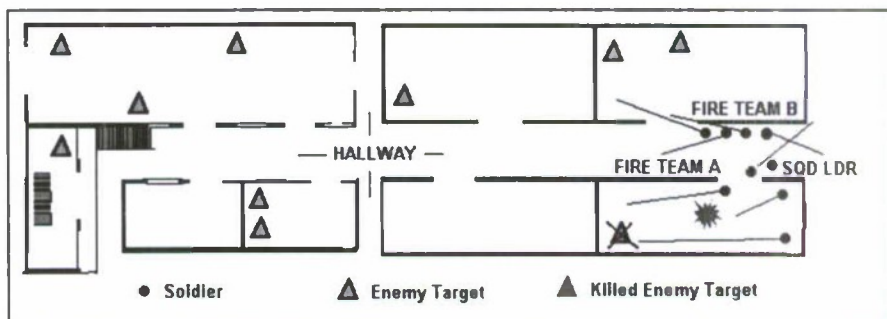 FIRE TEAM B
HALLWAY
FIRE TEAM A
SQD LDR
Soldier
Enemy Target
Killed Enemy Target